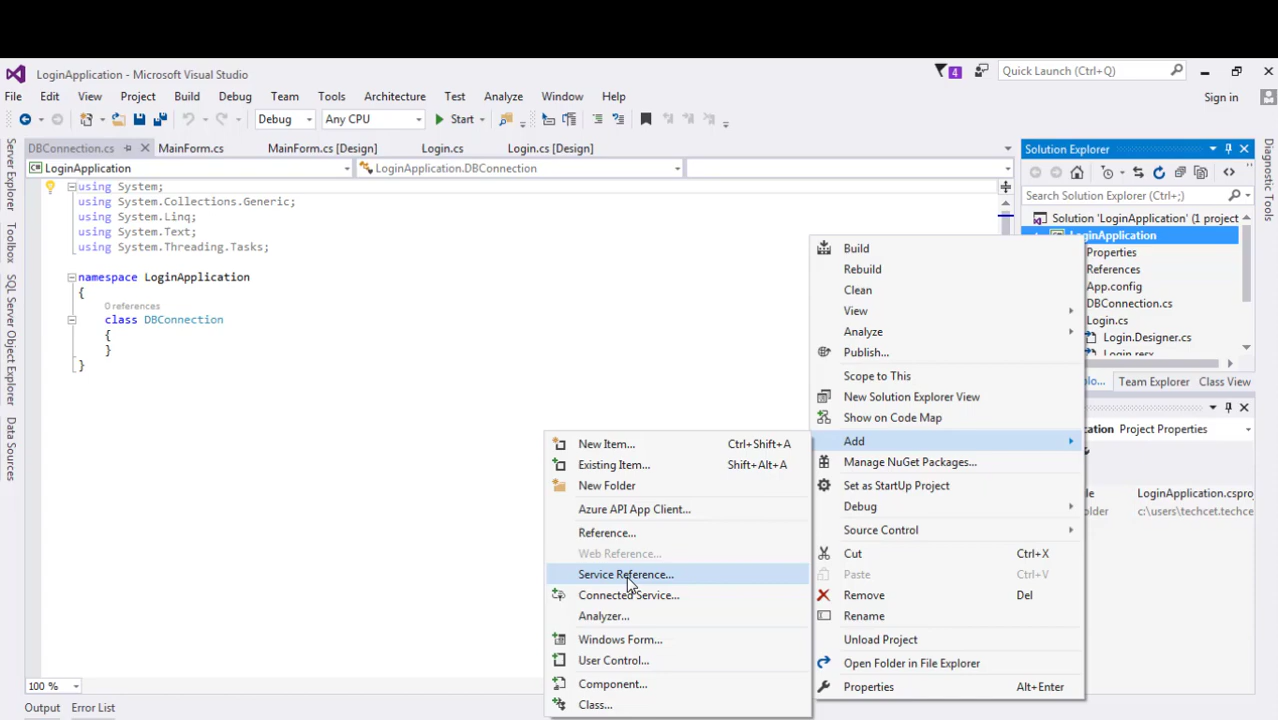 LoginApplication - Microsoft Visual Studio
4
Quick Launch (Ctrl+Q)
File Edit View Project Build Debug Team Tools Architecture Test Analyze Window Help
Sign in
Debug Any CPU Start
Server Explorer
Toolbox
SQL Server Object Explorer
Data Sources
DBConnection.cs MainForm.cs MainForm.cs [Design] Login.cs Login.cs [Design]
LoginApplication LoginApplication.DBConnection
using System;
using System.Collections.Generic;
using System.Linq;
using System.Text;
using System.Threading.Tasks;
namespace LoginApplication
{
0 references
class DBConnection
{
}
}
100 %
Output Error List
Solution Explorer
Search Solution Explorer (Ctrl+;)
Solution 'LoginApplication' (1 project
LoginApplication
Properties
References
App.config
DBConnection.cs
Login.cs
Login.Designer.cs
Login.resx
Team Explorer Class View
Project Properties
LoginApplication.csproj
c:\users\techcet.techce
Diagnostic Tools
Build
Rebuild
Clean
View
Analyze
Publish...
Scope to This
New Solution Explorer View
Show on Code Map
Add
Manage NuGet Packages...
Set as StartUp Project
Debug
Source Control
Cut Ctrl+X
Paste Ctrl+V
Remove Del
Rename
Unload Project
Open Folder in File Explorer
Properties Alt+Enter
New Item... Ctrl+Shift+A
Existing Item... Shift+Alt+A
New Folder
Azure API App Client...
Reference...
Web Reference...
Service Reference...
Connected Service...
Analyzer...
Windows Form...
User Control...
Component...
Class...